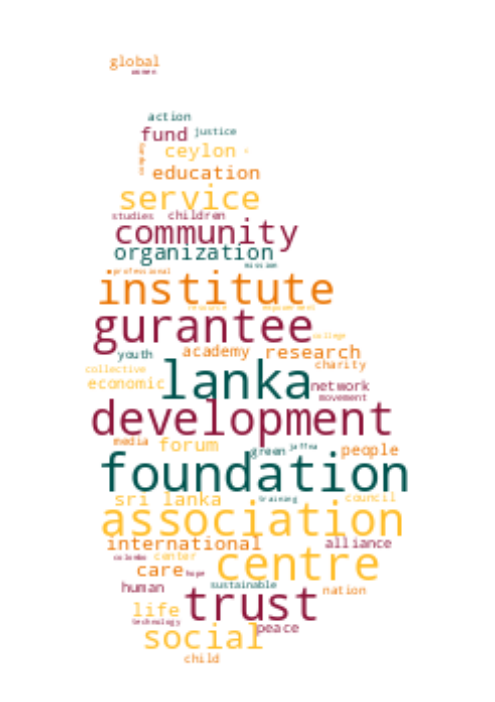 global
women
action
fund justice
ceylon
education
service
studies children
community
organization
mission
professional
institute
resource empowerment
gurantee
college
youth academy research
charity
collective
economic lanka network
movement
development
media forum green jaffna people
foundation
sri lanka training council
association
international alliance
colombo center centre
care hope
human sustainable nation
life trust
technology peace
social
child